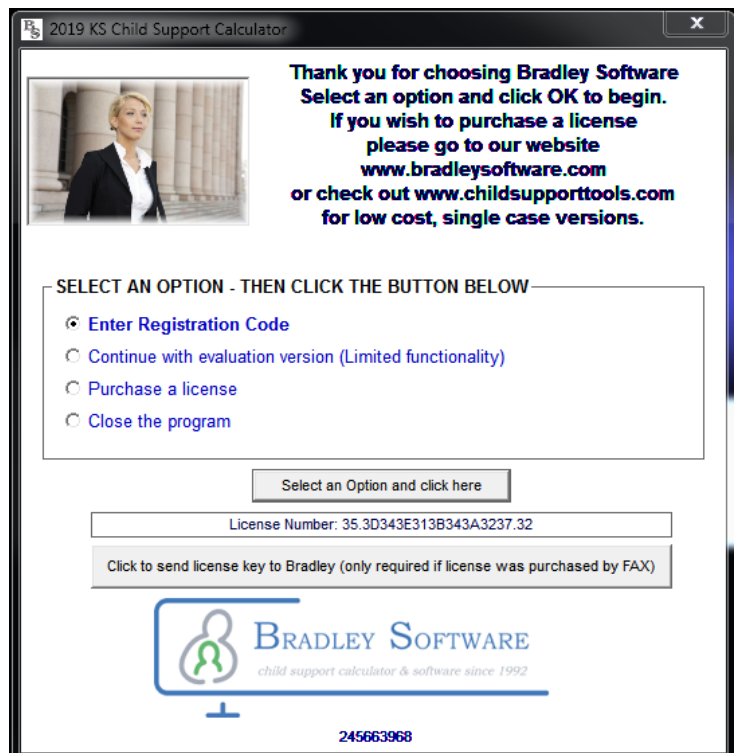 BS 2019 KS Child Support Calculator
x
Thank you for choosing Bradley Software
Select an option and click OK to begin.
If you wish to purchase a license
please go to our website
www.bradleysoftware.com
or check out www.childsupporttools.com
for low cost, single case versions.
SELECT AN OPTION - THEN CLICK THE BUTTON BELOW
Enter Registration Code
Continue with evaluation version (Limited functionality)
Purchase a license
Close the program
Select an Option and click here
License Number: 35.3D343E313B343A3237.32
Click to send license key to Bradley (only required if license was purchased by FAX)
BRADLEY SOFTWARE
child support calculator & software since 1992
245663968